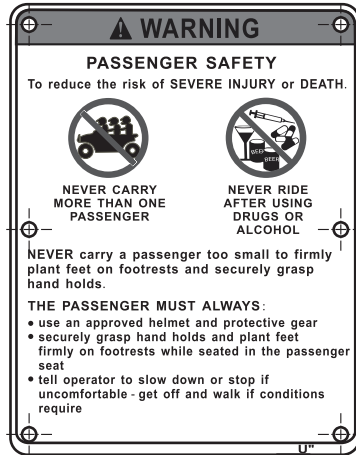 WARNING
PASSENGER SAFETY
To reduce the risk of SEVERE INJURY or DEATH.
BEER
BEER
NEVER CARRY
MORE THAN ONE
PASSENGER
NEVER RIDE
AFTER USING
DRUGS OR
ALCOHOL
NEVER carry a passenger too small to firmly
plant feet on footrests and securely grasp
hand holds.
THE PASSENGER MUST ALWAYS:
• use an approved helmet and protective gear
• securely grasp hand holds and plant feet
firmly on footrests while seated in the passenger
seat
• tell operator to slow down or stop if
uncomfortable - get off and walk if conditions
require
U"